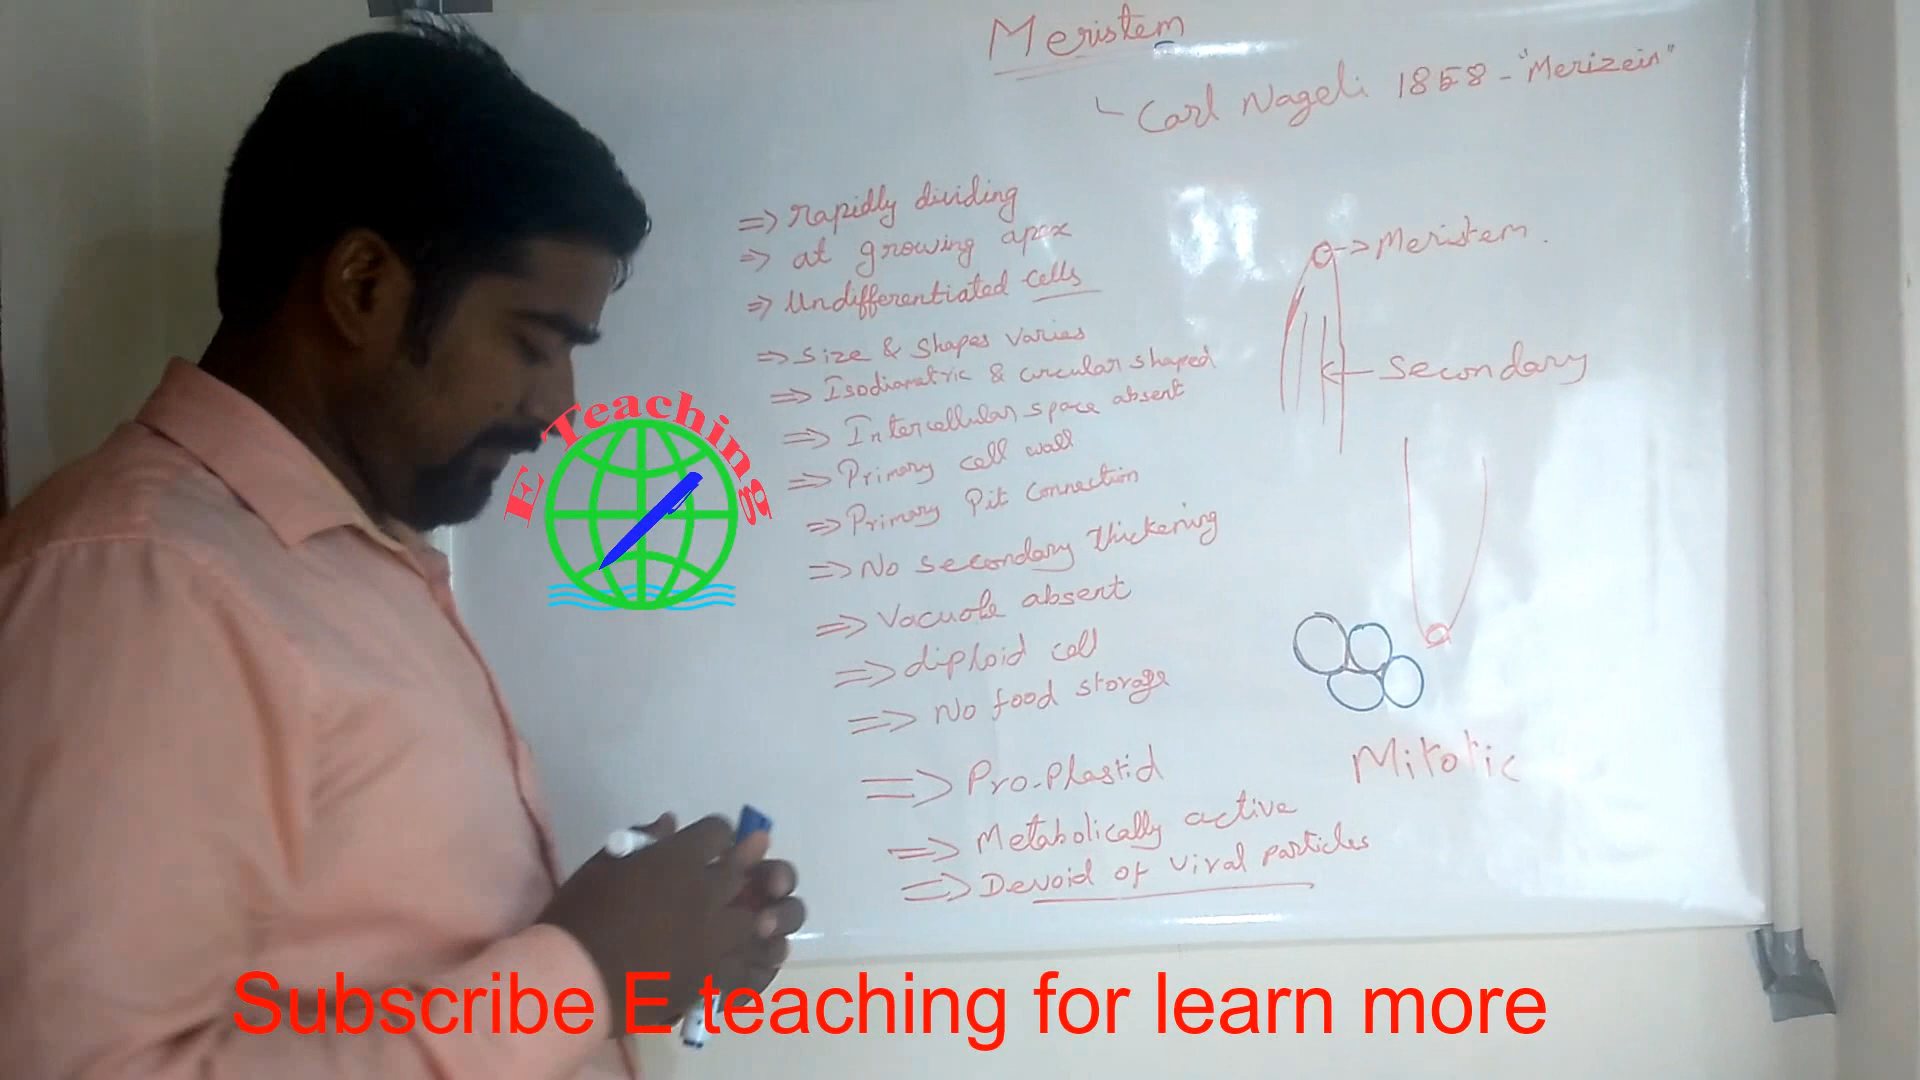 Meristem
Carl Nageli 1858 - "Merizein"
=> rapidly dividing
=> at growing apex
=> Undifferentiated cells
=> Size & Shapes Varies
=> Isodiametric & circular shaped
=> Intercellular space absent
=> Primary cell wall
=> Primary Pit Connection
=> No secondary thickening
=> Vacuole absent
=> diploid cell
=> No food storage
=> Pro-Plastid
=> Metabolically active
=> Devoid of viral particles
-> Meristem.
Secondary
Mitotic
E Teaching
Subscribe E teaching for learn more